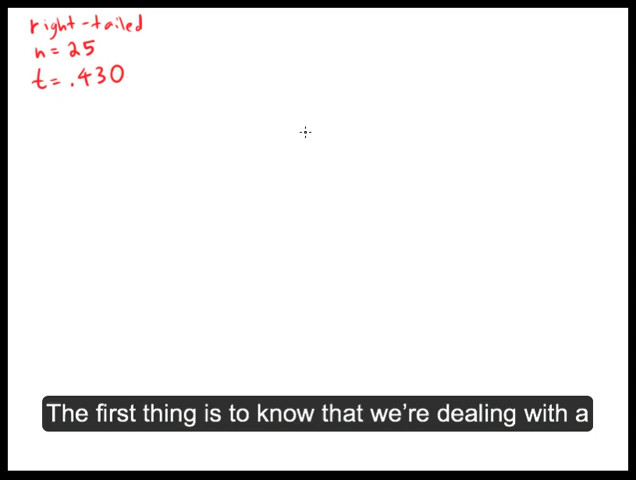 right-tailed
n = 25
t = .430
The first thing is to know that we're dealing with a